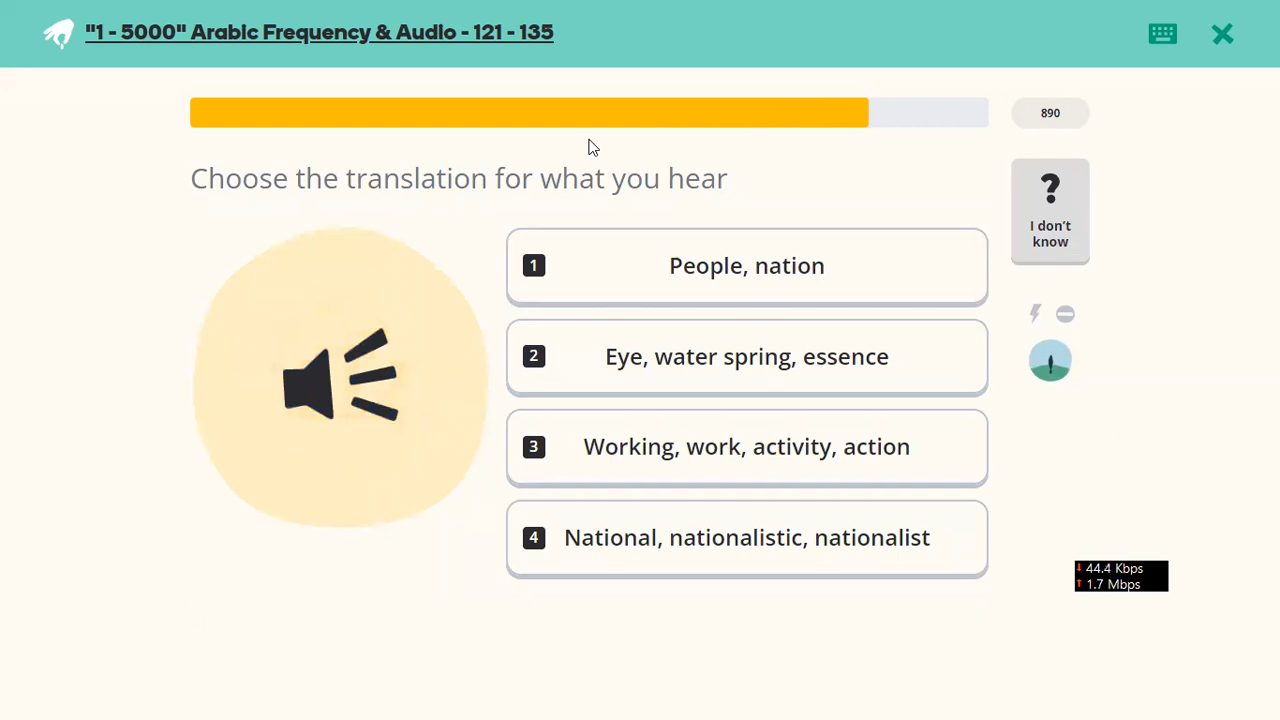 "1 - 5000" Arabic Frequency & Audio - 121 - 135
890
Choose the translation for what you hear
?
I don't
know
1 People, nation
2 Eye, water spring, essence
3 Working, work, activity, action
4 National, nationalistic, nationalist
44.4 Kbps
1.7 Mbps